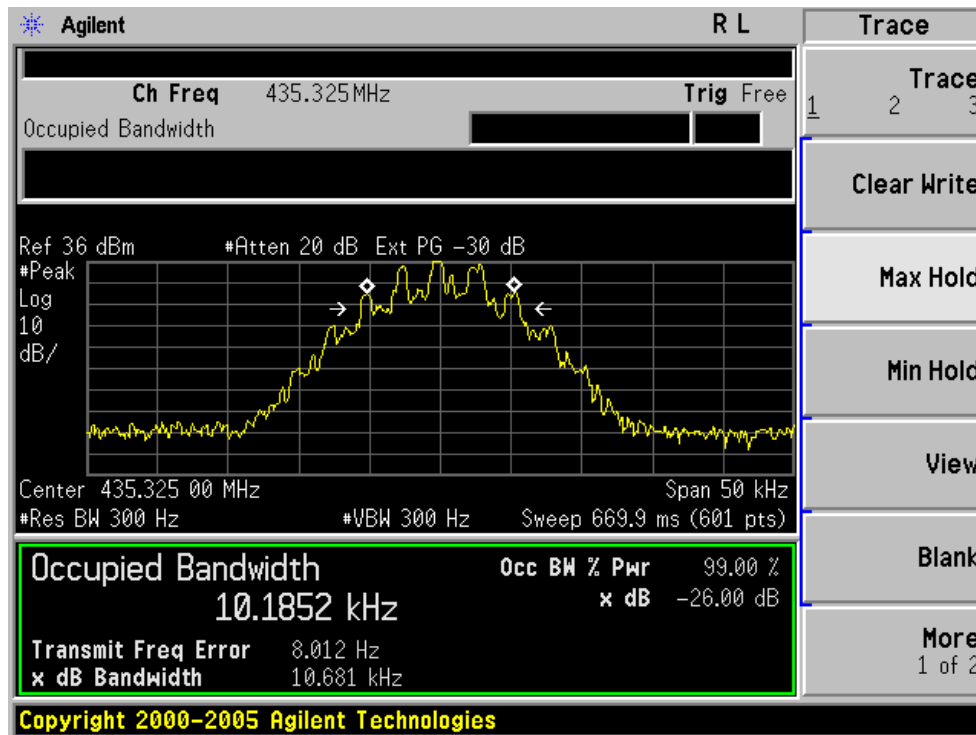 Agilent R L Trace
Ch Freq 435.325 MHz Trig Free
Occupied Bandwidth
Trace
1 2 3
Clear Write
Max Hold
Min Hold
View
Blank
More
1 of 2
Ref 36 dBm #Atten 20 dB Ext PG -30 dB
#Peak
Log
10
dB/
Center 435.325 00 MHz Span 50 kHz
#Res BW 300 Hz #VBW 300 Hz Sweep 669.9 ms (601 pts)
Occupied Bandwidth Occ BW % Pwr 99.00 %
10.1852 kHz x dB -26.00 dB
Transmit Freq Error 8.012 Hz
x dB Bandwidth 10.681 kHz
Copyright 2000-2005 Agilent Technologies